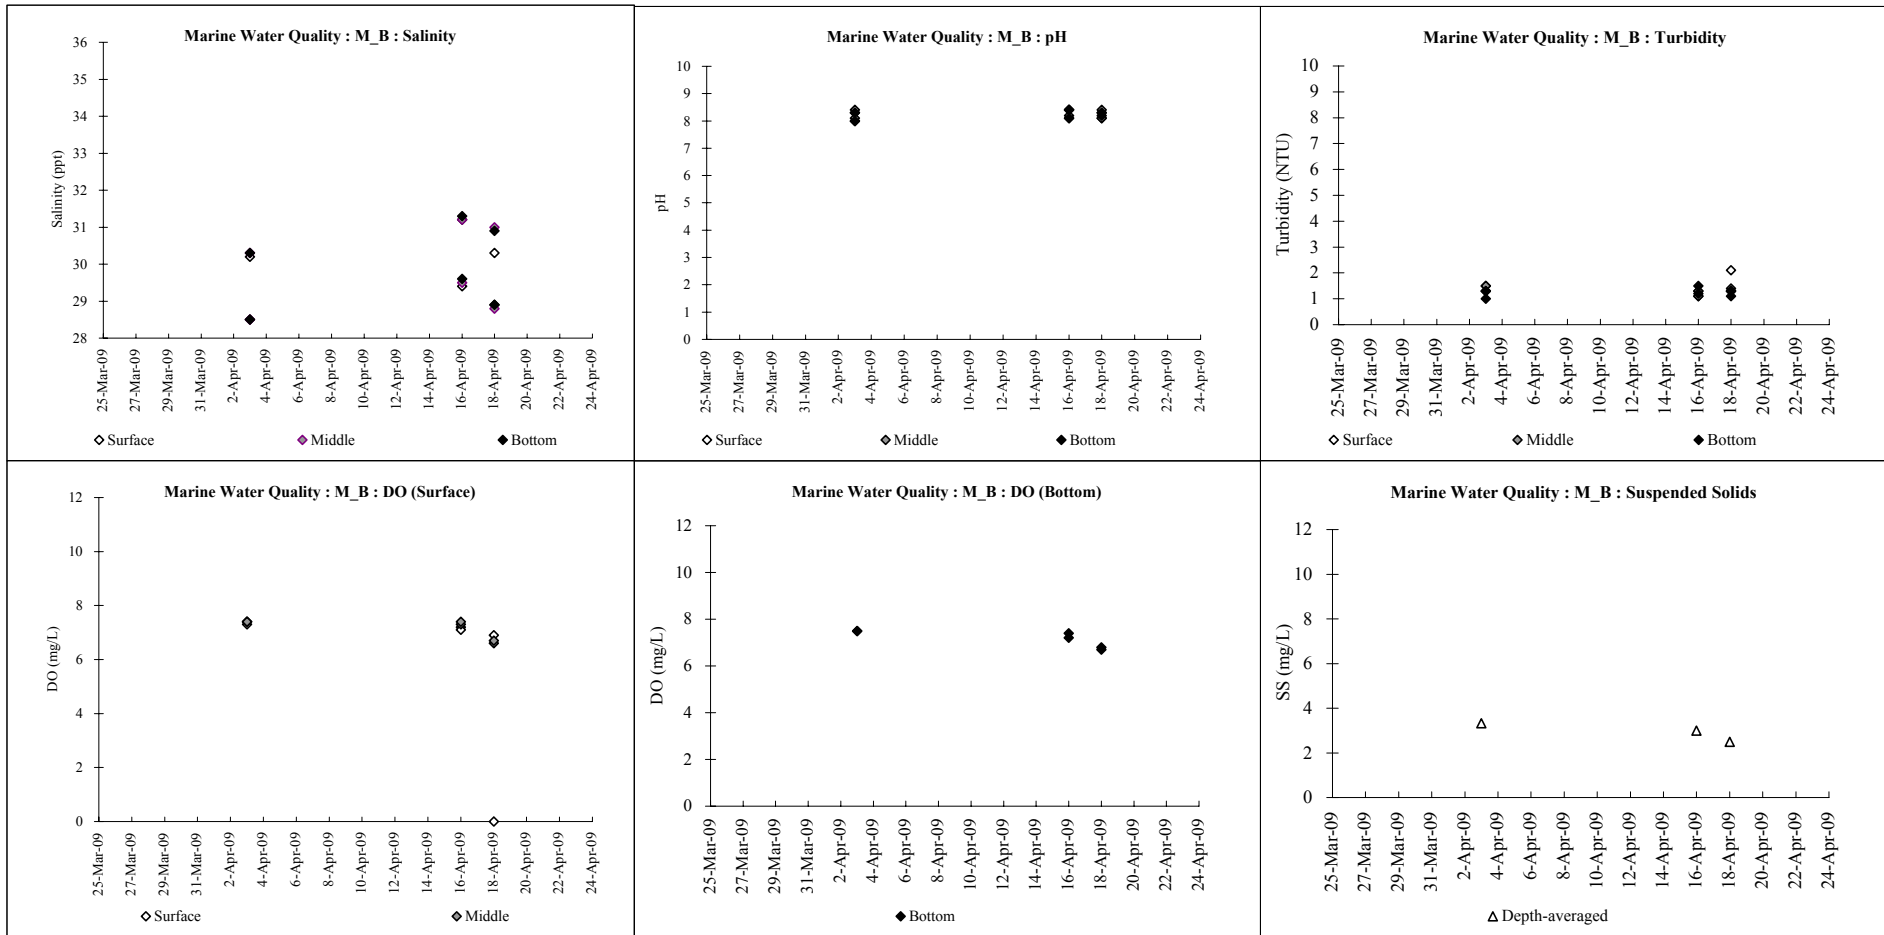 Marine Water Quality : M_B : Salinity
36
35
34
33
32
31
30
29
28
Salinity (ppt)
25-Mar-09
27-Mar-09
29-Mar-09
31-Mar-09
2-Apr-09
4-Apr-09
6-Apr-09
8-Apr-09
10-Apr-09
12-Apr-09
14-Apr-09
16-Apr-09
18-Apr-09
20-Apr-09
22-Apr-09
24-Apr-09
Surface Middle Bottom
Marine Water Quality : M_B : pH
10
9
8
7
6
5
4
3
2
1
0
pH
25-Mar-09
27-Mar-09
29-Mar-09
31-Mar-09
2-Apr-09
4-Apr-09
6-Apr-09
8-Apr-09
10-Apr-09
12-Apr-09
14-Apr-09
16-Apr-09
18-Apr-09
20-Apr-09
22-Apr-09
24-Apr-09
Surface Middle Bottom
Marine Water Quality : M_B : Turbidity
10
9
8
7
6
5
4
3
2
1
0
Turbidity (NTU)
25-Mar-09
27-Mar-09
29-Mar-09
31-Mar-09
2-Apr-09
4-Apr-09
6-Apr-09
8-Apr-09
10-Apr-09
12-Apr-09
14-Apr-09
16-Apr-09
18-Apr-09
20-Apr-09
22-Apr-09
24-Apr-09
Surface Middle Bottom
Marine Water Quality : M_B : DO (Surface)
12
10
8
6
4
2
0
DO (mg/L)
25-Mar-09
27-Mar-09
29-Mar-09
31-Mar-09
2-Apr-09
4-Apr-09
6-Apr-09
8-Apr-09
10-Apr-09
12-Apr-09
14-Apr-09
16-Apr-09
18-Apr-09
20-Apr-09
22-Apr-09
24-Apr-09
Surface Middle
Marine Water Quality : M_B : DO (Bottom)
12
10
8
6
4
2
0
DO (mg/L)
25-Mar-09
27-Mar-09
29-Mar-09
31-Mar-09
2-Apr-09
4-Apr-09
6-Apr-09
8-Apr-09
10-Apr-09
12-Apr-09
14-Apr-09
16-Apr-09
18-Apr-09
20-Apr-09
22-Apr-09
24-Apr-09
Bottom
Marine Water Quality : M_B : Suspended Solids
12
10
8
6
4
2
0
SS (mg/L)
25-Mar-09
27-Mar-09
29-Mar-09
31-Mar-09
2-Apr-09
4-Apr-09
6-Apr-09
8-Apr-09
10-Apr-09
12-Apr-09
14-Apr-09
16-Apr-09
18-Apr-09
20-Apr-09
22-Apr-09
24-Apr-09
Depth-averaged